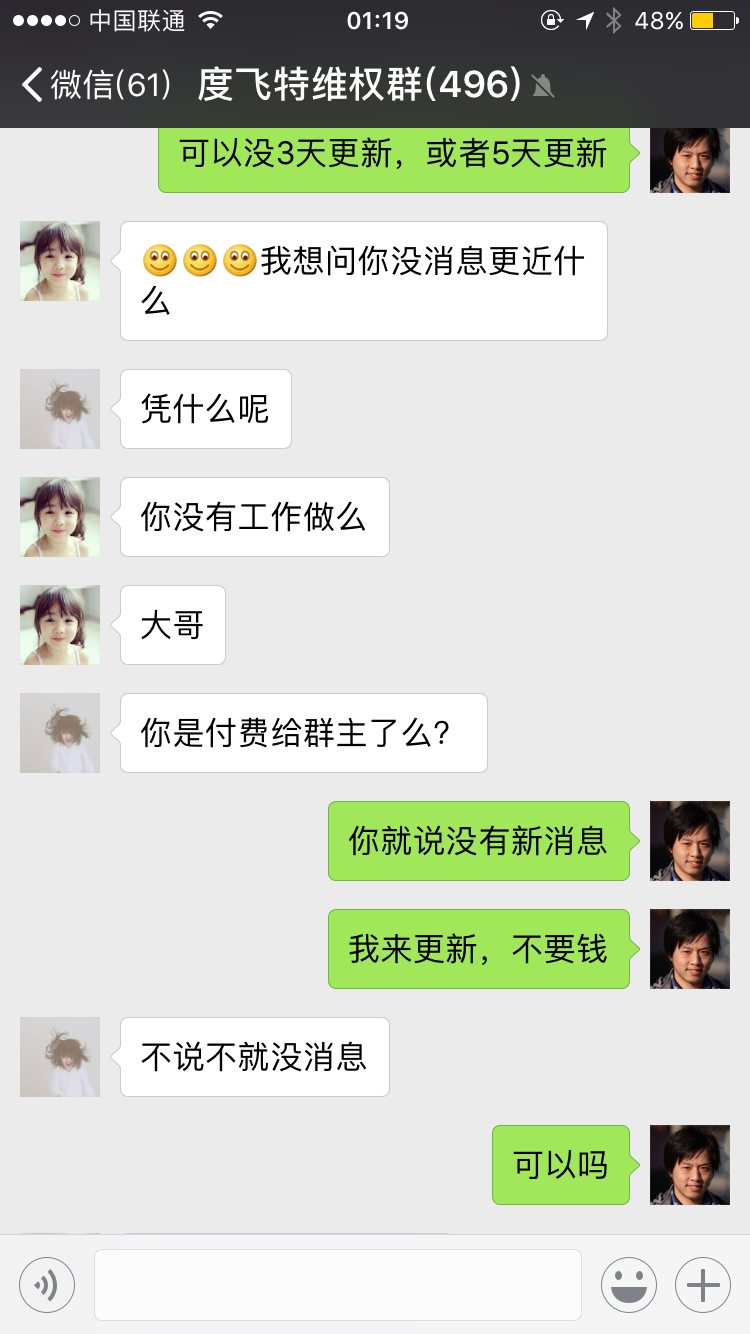 中国联通
01:19
48%
微信(61)
度飞特维权群(496)
可以没3天更新，或者5天更新
我想问你没消息更近什
么
凭什么呢
你没有工作做么
大哥
你是付费给群主了么？
你就说没有新消息
我来更新，不要钱
不说不就没消息
可以吗